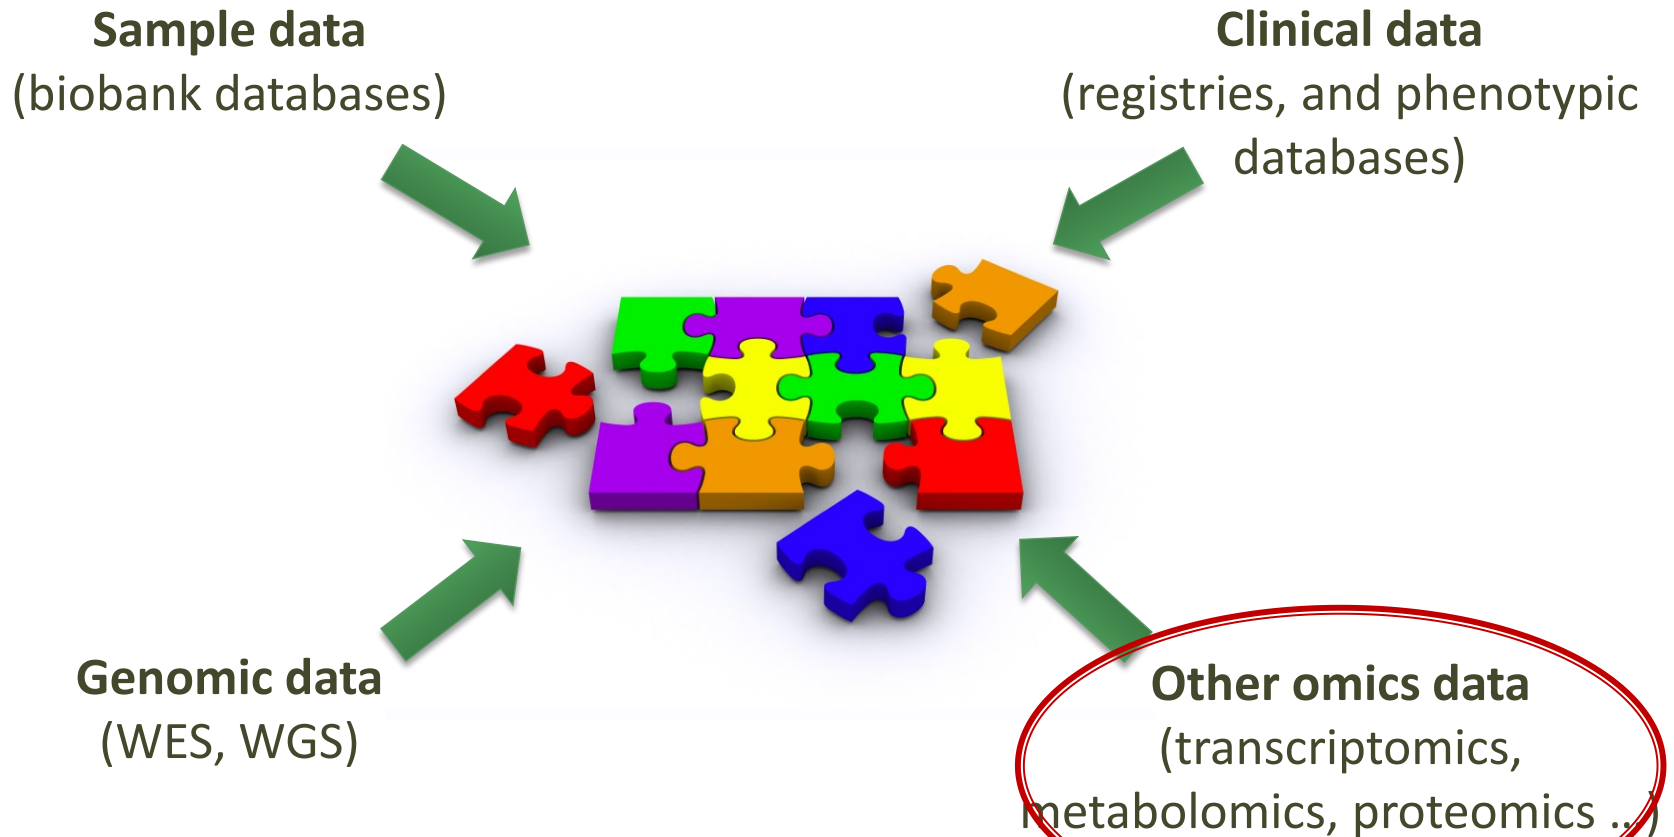 Sample data
(biobank databases)
Clinical data
(registries, and phenotypic
databases)
Genomic data
(WES, WGS)
Other omics data
(transcriptomics,
metabolomics, proteomics ..)